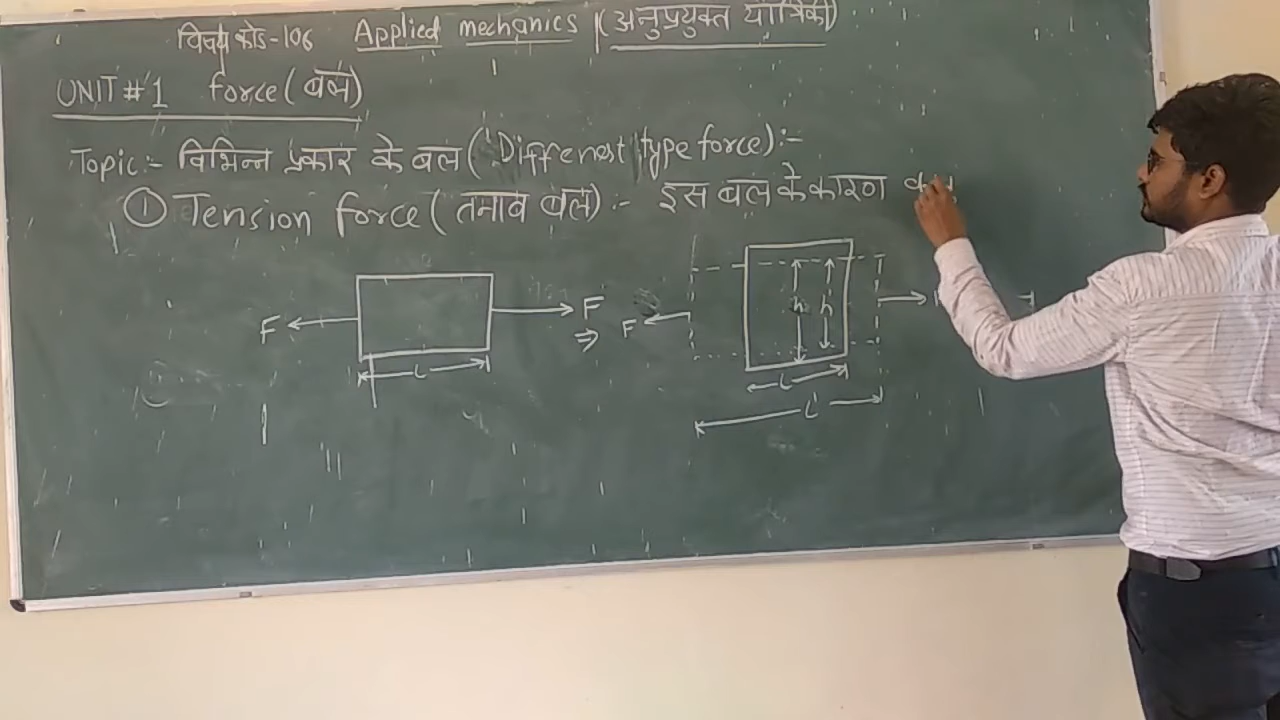 विषय कोड-106 Applied mechanics (अनुप्रयुक्त यांत्रिकी)
UNIT # 1 force (बल)
Topic:- विभिन्न प्रकार के बल ( Different type force):-
① Tension force ( तनाव बल) :- इस बल के कारण
F F
⇒ F
h h
L
L
L'